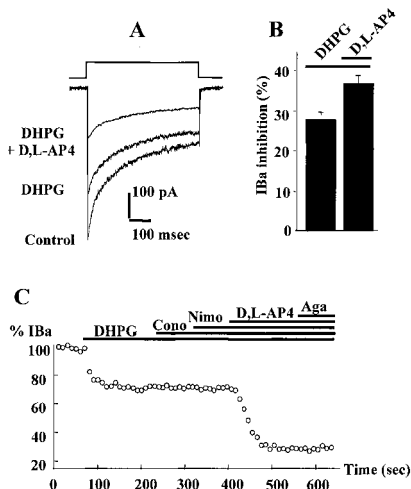 A
DHPG
+ D,L-AP4
DHPG
Control
100 pA
100 msec
B
DHPG
D,L-AP4
IBa inhibition (%)
40
30
20
10
0
C
% IBa
DHPG
Cono
Nimo
D,L-AP4
Aga
100
80
60
40
20
0 100 200 300 400 500 600
Time (sec)